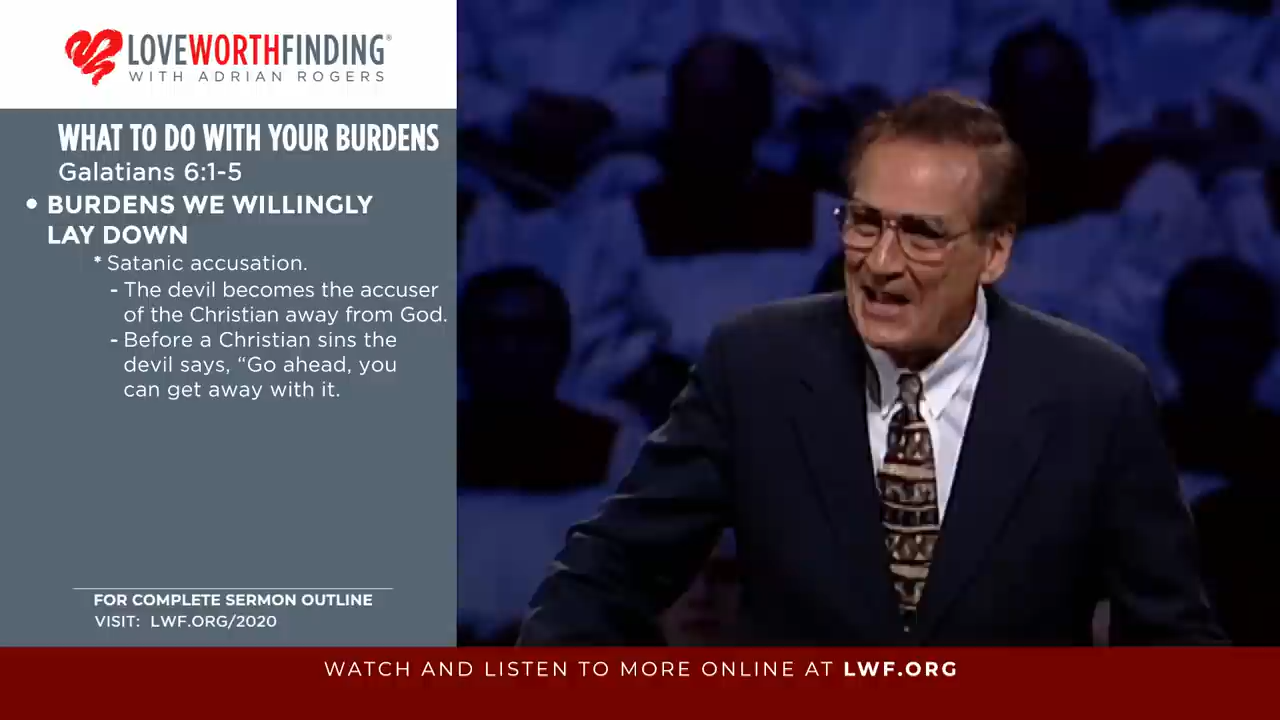 LOVEWORTHFINDING®
WITH ADRIAN ROGERS
WHAT TO DO WITH YOUR BURDENS
Galatians 6:1-5
• BURDENS WE WILLINGLY
LAY DOWN
* Satanic accusation.
- The devil becomes the accuser
of the Christian away from God.
- Before a Christian sins the
devil says, “Go ahead, you
can get away with it.
FOR COMPLETE SERMON OUTLINE
VISIT: LWF.ORG/2020
WATCH AND LISTEN TO MORE ONLINE AT LWF.ORG